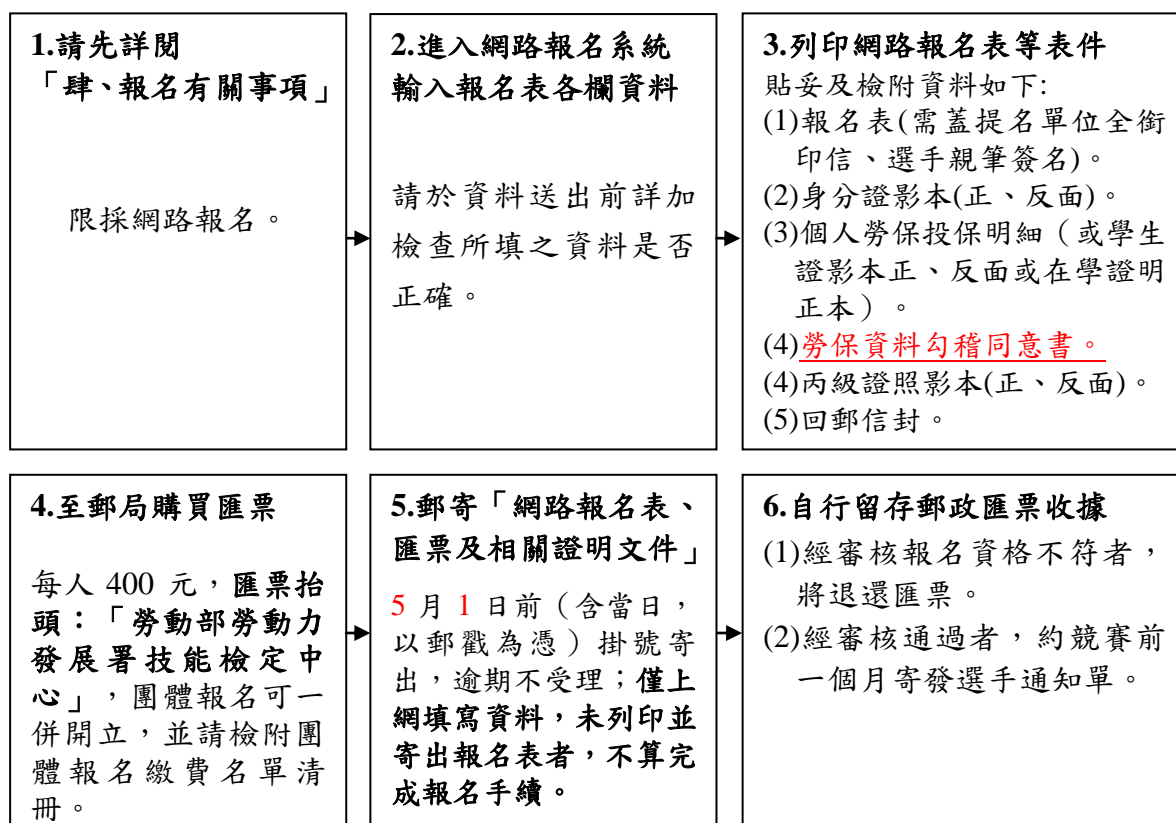 1.請先詳閱
「肆、報名有關事項」
限採網路報名。
2.進入網路報名系統
輸入報名表各欄資料
請於資料送出前詳加
檢查所填之資料是否
正確。
3.列印網路報名表等表件
貼妥及檢附資料如下:
(1)報名表(需蓋提名單位全銜
印信、選手親筆簽名)。
(2)身分證影本(正、反面)。
(3)個人勞保投保明細（或學生
證影本正、反面或在學證明
正本）。
(4)勞保資料勾稽同意書。
(4)丙級證照影本(正、反面)。
(5)回郵信封。
4.至郵局購買匯票
每人 400 元，匯票抬
頭：「勞動部勞動力
發展署技能檢定中
心」，團體報名可一
併開立，並請檢附團
體報名繳費名單清
冊。
5.郵寄「網路報名表、
匯票及相關證明文件」
5 月 1 日前（含當日，
以郵戳為憑）掛號寄
出，逾期不受理；僅上
網填寫資料，未列印並
寄出報名表者，不算完
成報名手續。
6.自行留存郵政匯票收據
(1)經審核報名資格不符者，
將退還匯票。
(2)經審核通過者，約競賽前
一個月寄發選手通知單。